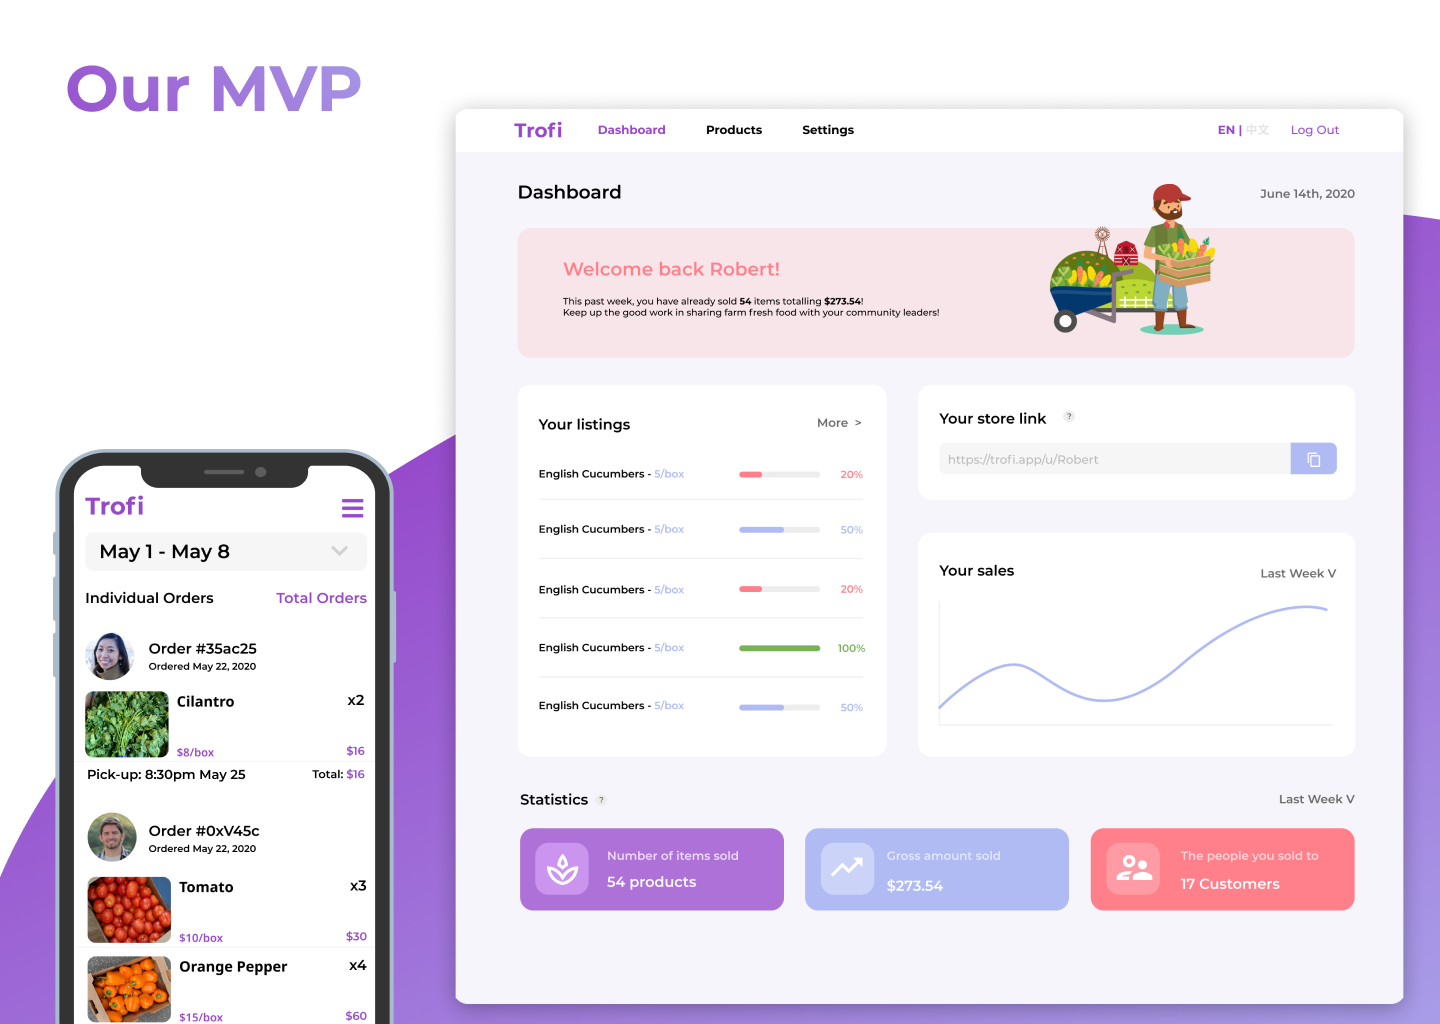 Our MVP
Trofi
Dashboard
Products
Settings
EN | 中文
Log Out
Dashboard
June 14th, 2020
Welcome back Robert!
This past week, you have already sold 54 items totalling $273.54!
Keep up the good work in sharing farm fresh food with your community leaders!
Your listings
More >
English Cucumbers - 5/box
20%
English Cucumbers - 5/box
50%
English Cucumbers - 5/box
20%
English Cucumbers - 5/box
100%
English Cucumbers - 5/box
50%
Your store link
?
https://trofi.app/u/Robert
Your sales
Last Week V
Statistics
?
Last Week V
Number of items sold
54 products
Gross amount sold
$273.54
The people you sold to
17 Customers
Trofi
May 1 - May 8
Individual Orders
Total Orders
Order #35ac25
Ordered May 22, 2020
Cilantro
x2
$8/box
$16
Pick-up: 8:30pm May 25
Total: $16
Order #0xV45c
Ordered May 22, 2020
Tomato
x3
$10/box
$30
Orange Pepper
x4
$15/box
$60